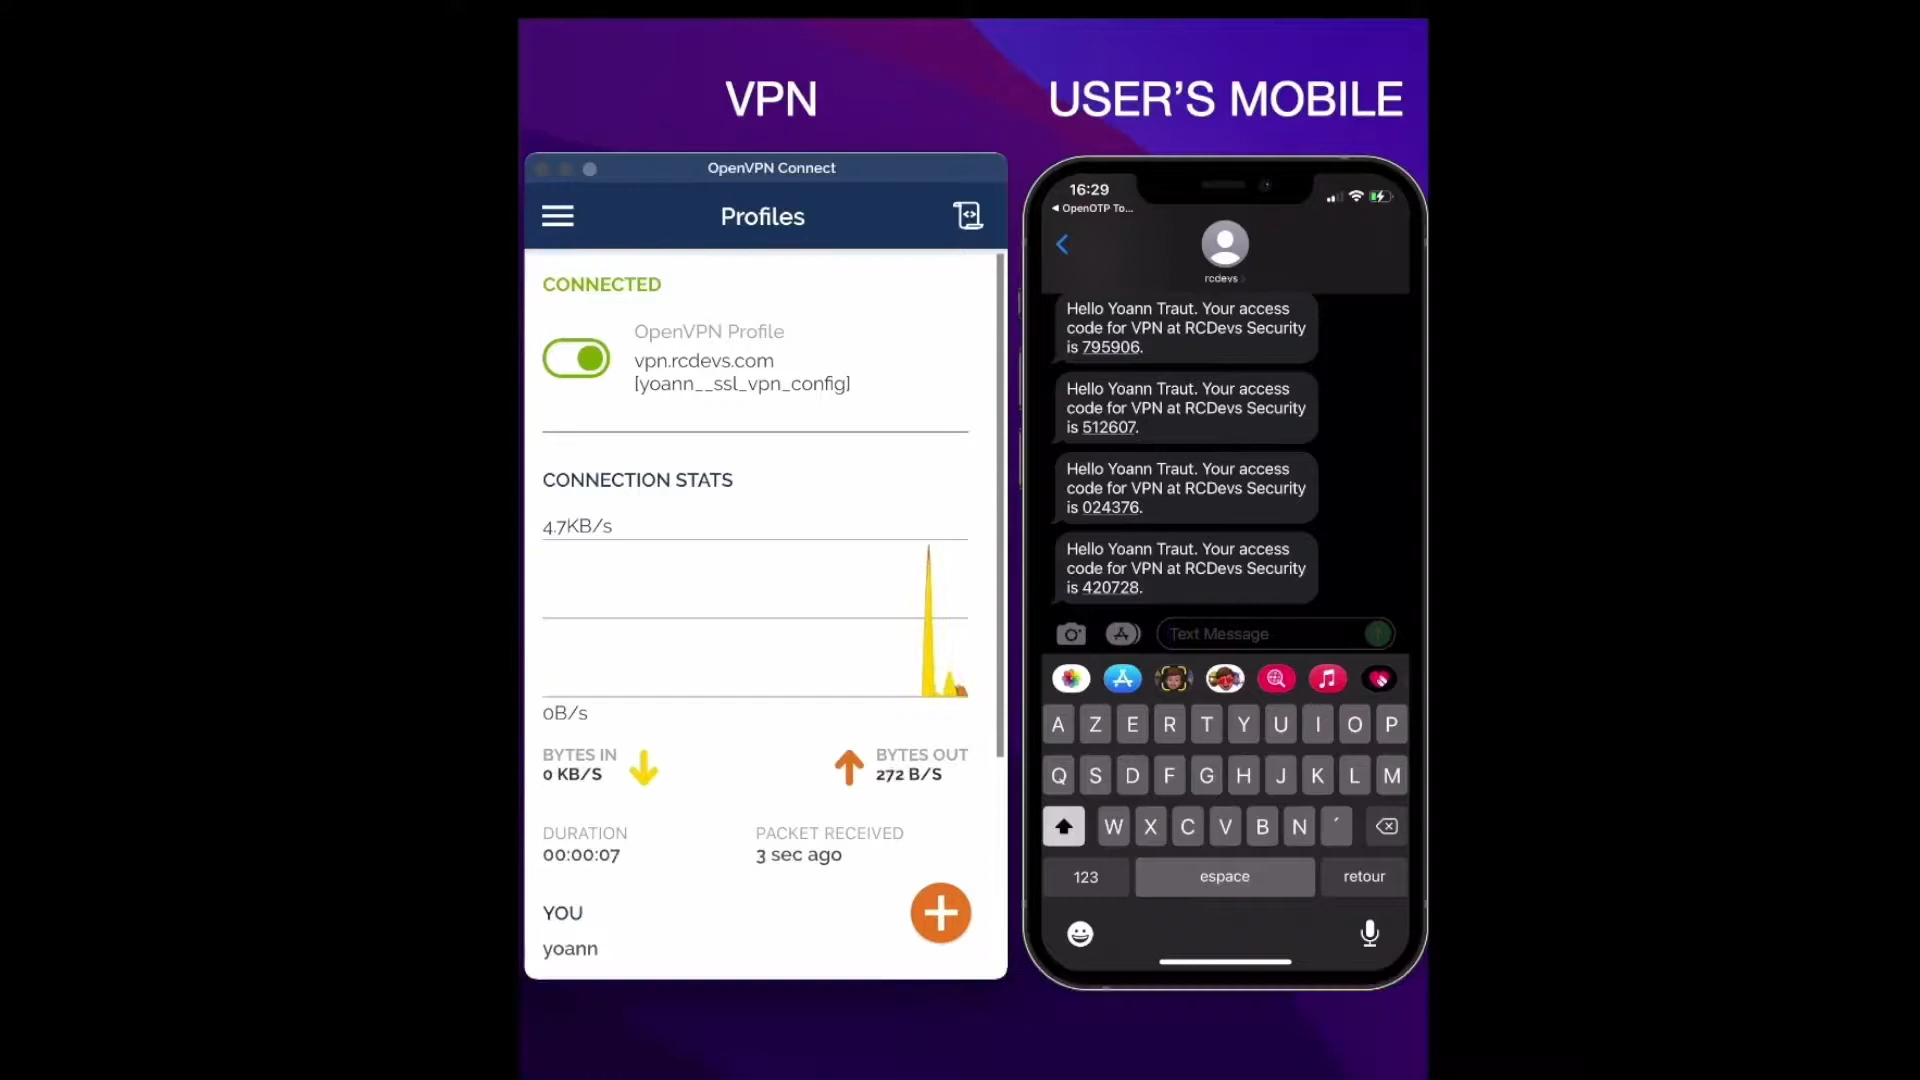 VPN
OpenVPN Connect
Profiles
CONNECTED
OpenVPN Profile
vpn.rcdevs.com
[yoann__ssl_vpn_config]
CONNECTION STATS
4.7KB/s
0B/s
BYTES IN
0 KB/S
BYTES OUT
272 B/S
DURATION
00:00:07
PACKET RECEIVED
3 sec ago
YOU
yoann
USER'S MOBILE
16:29
OpenOTP To...
rcdevs
Hello Yoann Traut. Your access
code for VPN at RCDevs Security
is 795906.
Hello Yoann Traut. Your access
code for VPN at RCDevs Security
is 512607.
Hello Yoann Traut. Your access
code for VPN at RCDevs Security
is 024376.
Hello Yoann Traut. Your access
code for VPN at RCDevs Security
is 420728.
Text Message
A Z E R T Y U I O P
Q S D F G H J K L M
W X C V B N ´
123 espace retour